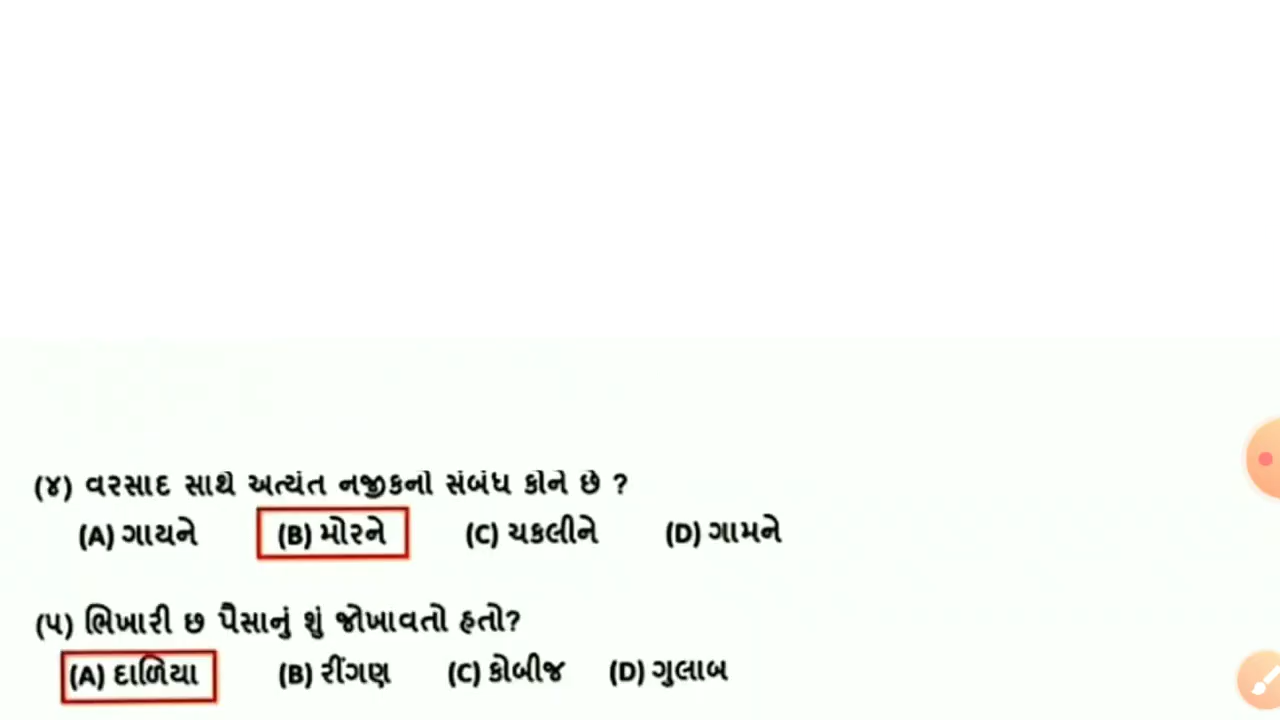 (૪) વરસાદ સાથે અત્યંત નજીકનો સંબંધ કોને છે ?
(A) ગાયને (B) મોરને (C) ચકલીને (D) ગામને
(૫) ભિખારી છ પૈસાનું શું જોખાવતો હતો?
(A) દાળિયા (B) રીંગણ (C) કોબીજ (D) ગુલાબ